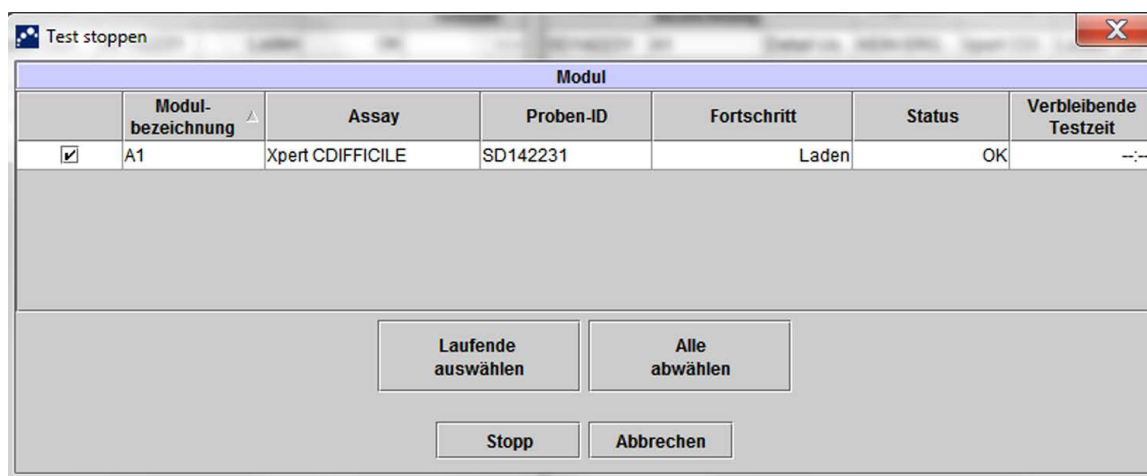 Test stoppen
Modul
Modul-
bezeichnung
Assay
Proben-ID
Fortschritt
Status
Verbleibende
Testzeit
A1
Xpert CDIFFICILE
SD142231
Laden
OK
--:--
Laufende
auswählen
Alle
abwählen
Stopp
Abbrechen